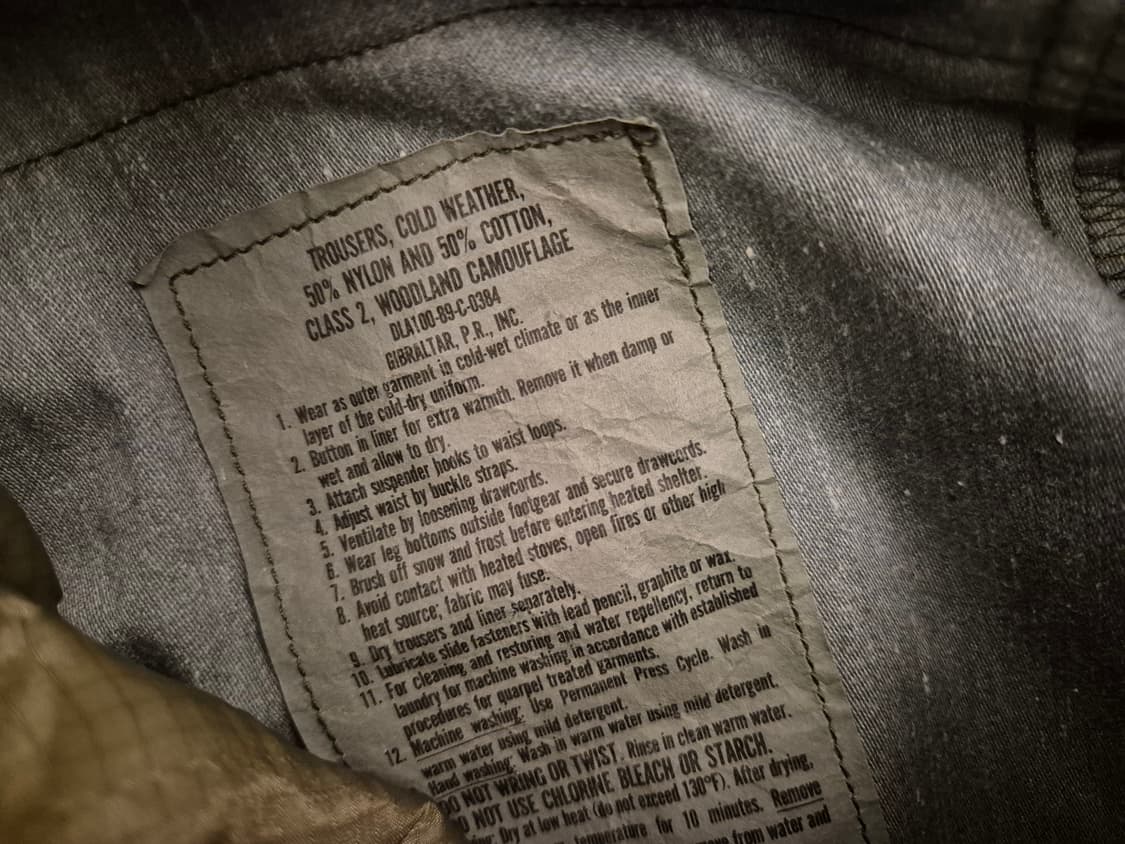 TROUSERS, COLD WEATHER,
50% NYLON AND 50% COTTON,
CLASS 2, WOODLAND CAMOUFLAGE
DLA100-89-C-0384
GIBRALTAR, P.R., INC.
1. Wear as outer garment in cold-wet climate or as the inner
layer of the cold-dry uniform.
2. Button in liner for extra warmth. Remove it when damp or
wet and allow to dry.
3. Attach suspender hooks to waist loops.
4. Adjust waist by buckle straps.
5. Ventilate by loosening drawcords.
6. Wear leg bottoms outside footgear and secure drawcords.
7. Brush off snow and frost before entering heated shelter.
8. Avoid contact with heated stoves, open fires or other high
heat source; fabric may fuse.
9. Dry trousers and liner separately.
10. Lubricate slide fasteners with lead pencil, graphite or wax.
11. For cleaning and restoring and water repellency, return to
laundry for machine washing in accordance with established
procedures for quarpel treated garments.
12. Machine washing: Use Permanent Press Cycle. Wash in
warm water using mild detergent.
Hand washing: Wash in warm water using mild detergent.
DO NOT WRING OR TWIST. Rinse in clean warm water.
DO NOT USE CHLORINE BLEACH OR STARCH.
Dry at low heat (do not exceed 130°F). After drying,
temperature for 10 minutes. Remove
from water and